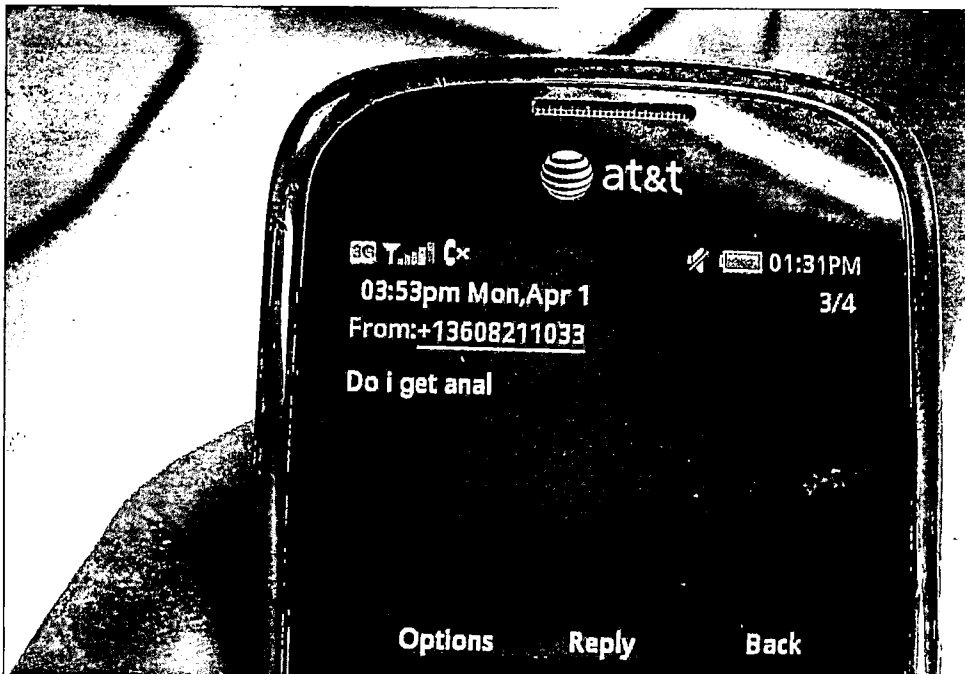 at&t
3G
01:31PM
03:53pm Mon,Apr 1
3/4
From:+13608211033
Do i get anal
Options Reply Back